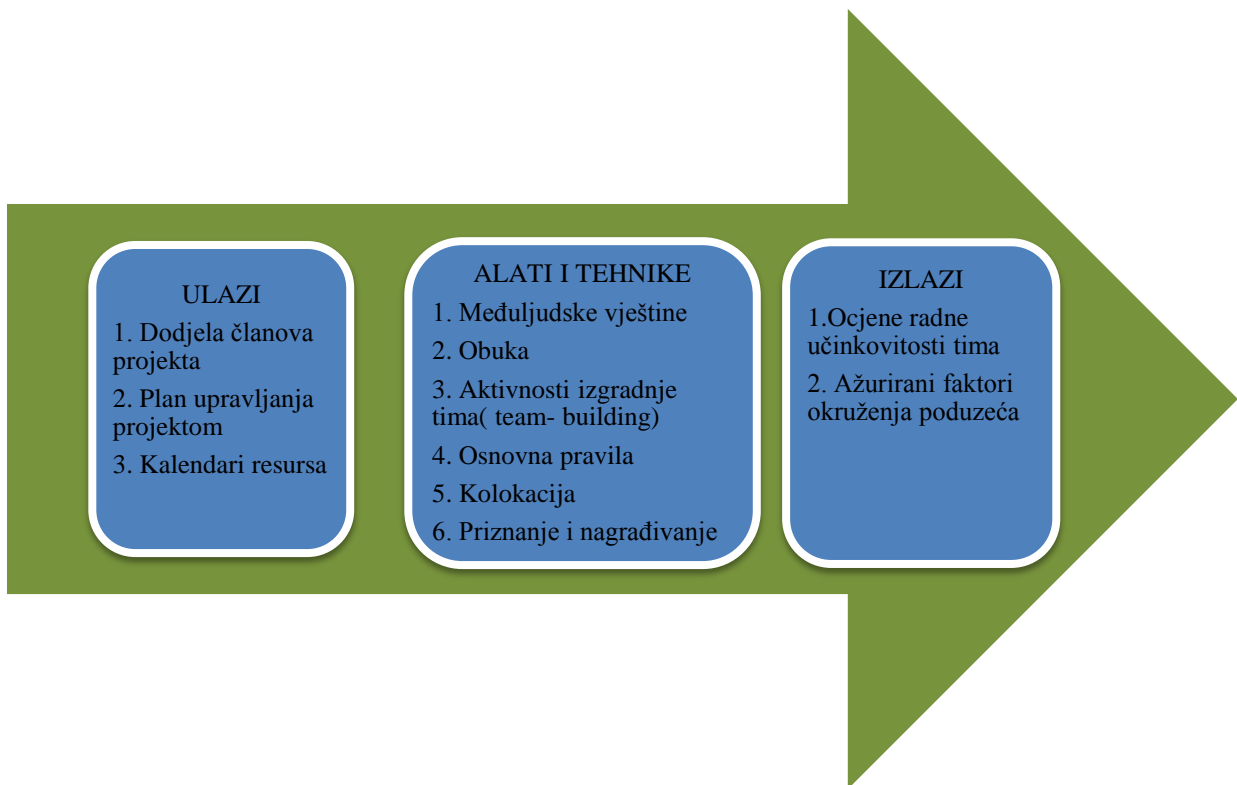 ULAZI
1. Dodjela članova
projekta
2. Plan upravljanja
projektom
3. Kalendari resursa
ALATI I TEHNIKE
1. Međuljudske vještine
2. Obuka
3. Aktivnosti izgradnje
tima( team- building)
4. Osnovna pravila
5. Kolokacija
6. Priznanje i nagrađivanje
IZLAZI
1.Ocjene radne
učinkovitosti tima
2. Ažurirani faktori
okruženja poduzeća